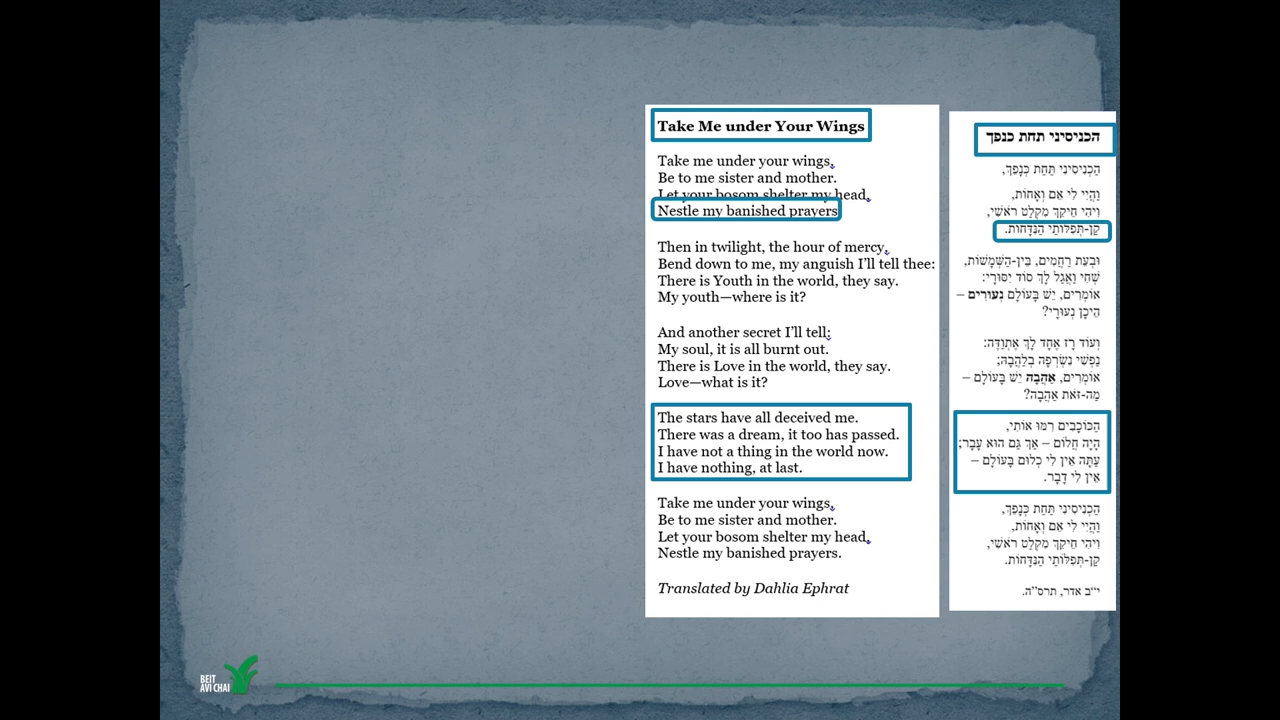 Take Me under Your Wings
Take me under your wings,
Be to me sister and mother.
Let your bosom shelter my head,
Nestle my banished prayers
Then in twilight, the hour of mercy,
Bend down to me, my anguish I'll tell thee:
There is Youth in the world, they say.
My youth—where is it?
And another secret I'll tell:
My soul, it is all burnt out.
There is Love in the world, they say.
Love—what is it?
The stars have all deceived me.
There was a dream, it too has passed.
I have not a thing in the world now.
I have nothing, at last.
Take me under your wings,
Be to me sister and mother.
Let your bosom shelter my head,
Nestle my banished prayers.
Translated by Dahlia Ephrat
הכניסיני תחת כנפך
הַכְנִיסִינִי תַּחַת כְּנָפֵךְ,
וַהֲיִי לִי אֵם וְאָחוֹת,
וִיהִי חֵיקֵךְ מִקְלַט רֹאשִׁי,
קַן-תְּפִלּוֹתַי הַנִּדָּחוֹת.
וּבְעֵת רַחֲמִים, בֵּין-הַשְּׁמָשׁוֹת,
שְׁחִי וַאֲגַל לָךְ סוֹד יִסּוּרָי:
אוֹמְרִים, יֵשׁ בָּעוֹלָם נְעוּרִים –
הֵיכָן נְעוּרָי?
וְעוֹד רָז אֶחָד לָךְ אֶתְוַדֶּה:
נַפְשִׁי נִשְׂרְפָה בְלַהֲבָהּ;
אוֹמְרִים, אַהֲבָה יֵשׁ בָּעוֹלָם –
מַה-זֹּאת אַהֲבָה?
הַכּוֹכָבִים רִמּוּ אוֹתִי,
הָיָה חֲלוֹם – אַךְ גַּם הוּא עָבָר;
עַתָּה אֵין לִי כְלוּם בָּעוֹלָם –
אֵין לִי דָבָר.
הַכְנִיסִינִי תַּחַת כְּנָפֵךְ,
וַהֲיִי לִי אֵם וְאָחוֹת,
וִיהִי חֵיקֵךְ מִקְלַט רֹאשִׁי,
קַן-תְּפִלּוֹתַי הַנִּדָּחוֹת.
י"ב אדר, תרס"ה.
BEIT
AVI CHAI